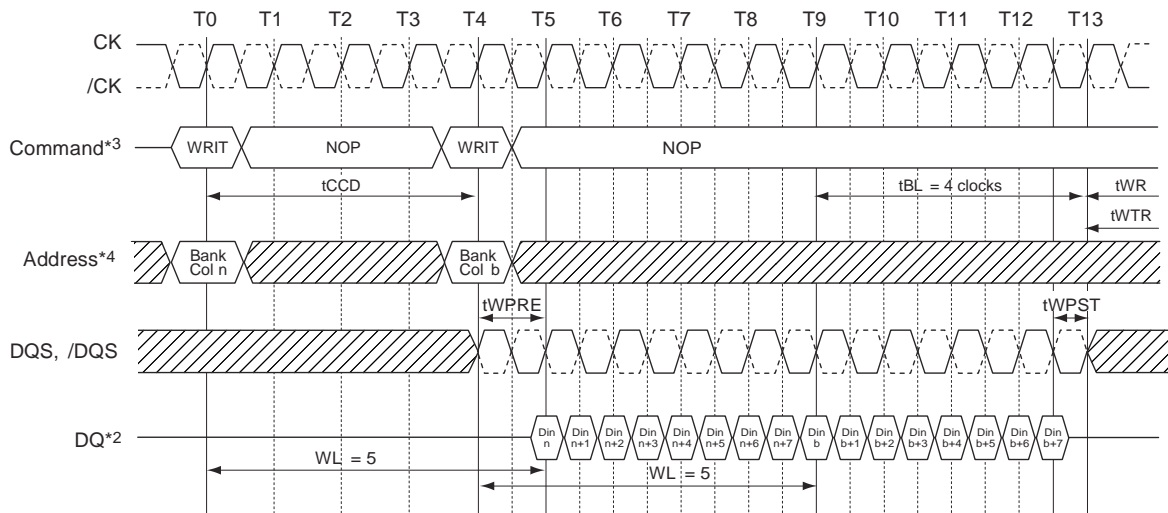 T0 T1 T2 T3 T4 T5 T6 T7 T8 T9 T10 T11 T12 T13
CK
/CK
Command*3 WRIT NOP WRIT NOP
tCCD tBL = 4 clocks tWR
tWTR
Address*4 Bank Col n Bank Col b
tWPRE tWPST
DQS, /DQS
DQ*2 Din n Din n+1 Din n+2 Din n+3 Din n+4 Din n+5 Din n+6 Din n+7 Din b Din b+1 Din b+2 Din b+3 Din b+4 Din b+5 Din b+6 Din b+7
WL = 5 WL = 5